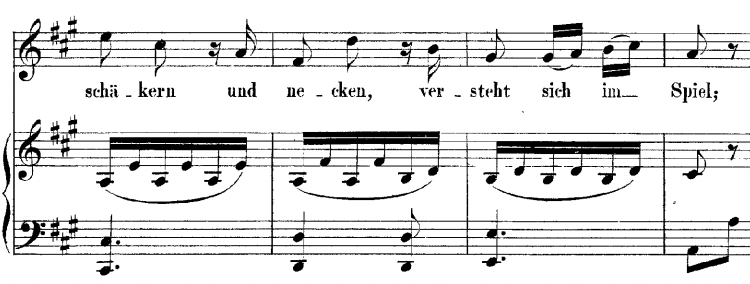 schä - kern und ne - cken, ver - steht sich im Spiel;